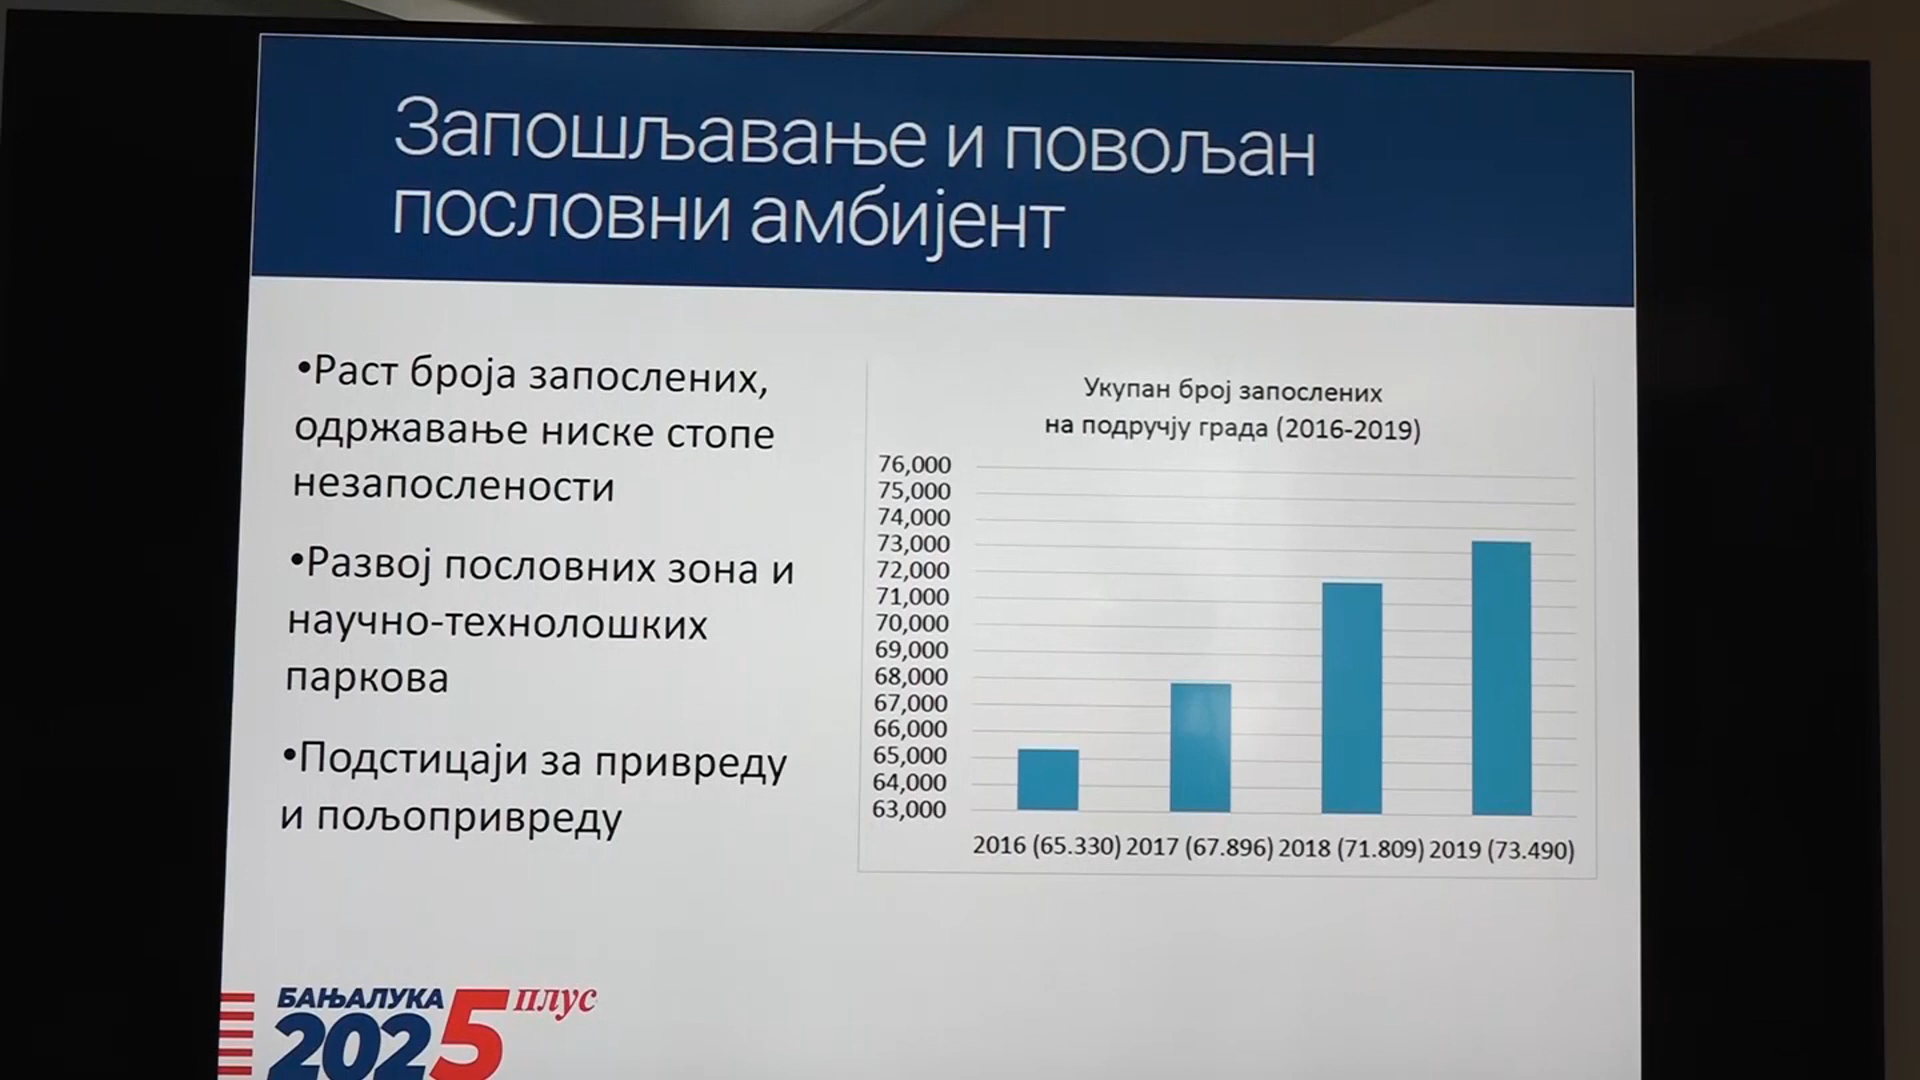 Запошљавање и повољан
пословни амбијент
•Раст броја запослених,
одржавање ниске стопе
незапослености
•Развој пословних зона и
научно-технолошких
паркова
•Подстицаји за привреду
и пољопривреду
Укупан број запослених
на подручју града (2016-2019)
76,000
75,000
74,000
73,000
72,000
71,000
70,000
69,000
68,000
67,000
66,000
65,000
64,000
63,000
2016 (65.330) 2017 (67.896) 2018 (71.809) 2019 (73.490)
БАЊАЛУКА
2025 плус